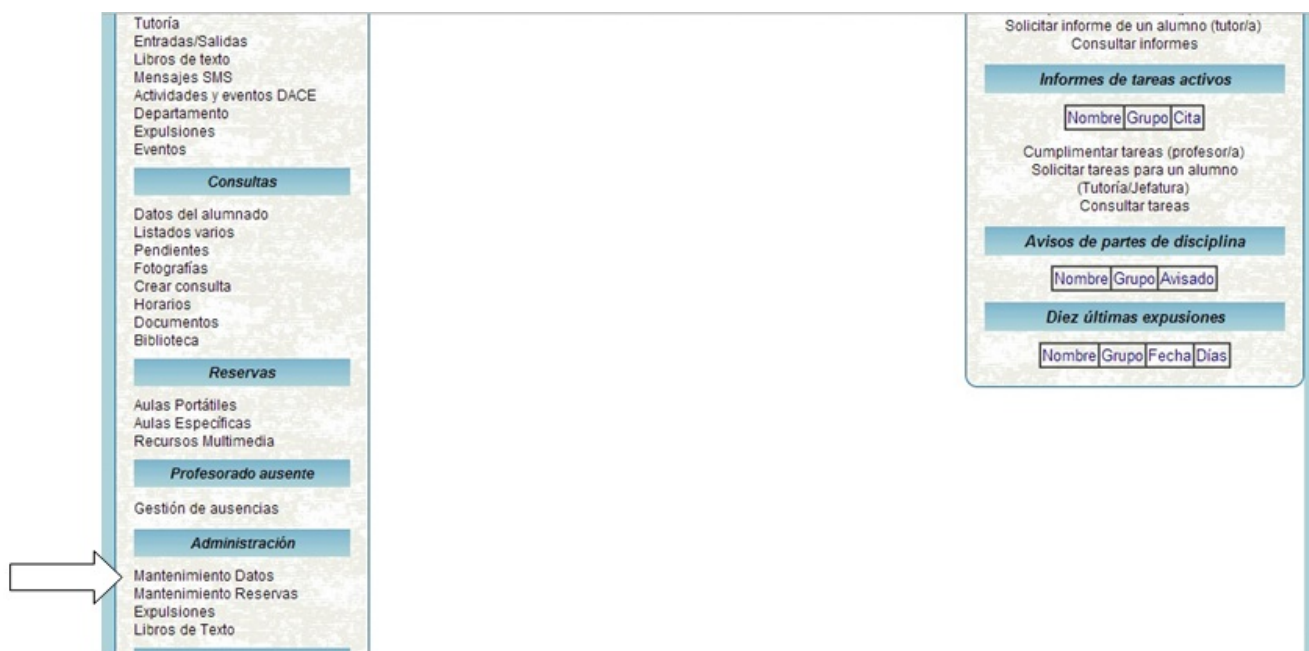 Tutoría
Entradas/Salidas
Libros de texto
Mensajes SMS
Actividades y eventos DACE
Departamento
Expulsiones
Eventos
Consultas
Datos del alumnado
Listados varios
Pendientes
Fotografías
Crear consulta
Horarios
Documentos
Biblioteca
Reservas
Aulas Portátiles
Aulas Específicas
Recursos Multimedia
Profesorado ausente
Gestión de ausencias
Administración
Mantenimiento Datos
Mantenimiento Reservas
Expulsiones
Libros de Texto
Solicitar informe de un alumno (tutor/a)
Consultar informes
Informes de tareas activos
Nombre Grupo Cita
Cumplimentar tareas (profesor/a)
Solicitar tareas para un alumno
(Tutoría/Jefatura)
Consultar tareas
Avisos de partes de disciplina
Nombre Grupo Avisado
Diez últimas expusiones
Nombre Grupo Fecha Días